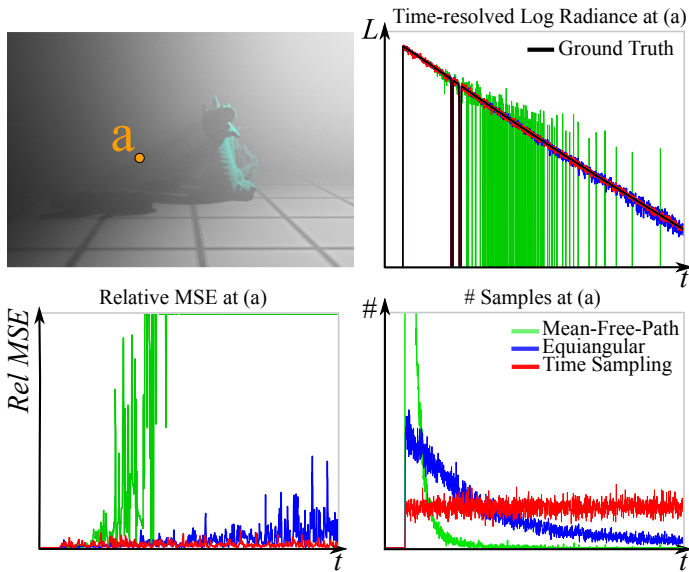 Time-resolved Log Radiance at (a)
L
Ground Truth
a
t
Relative MSE at (a)
Rel MSE
t
# Samples at (a)
#
Mean-Free-Path
Equiangular
Time Sampling
t